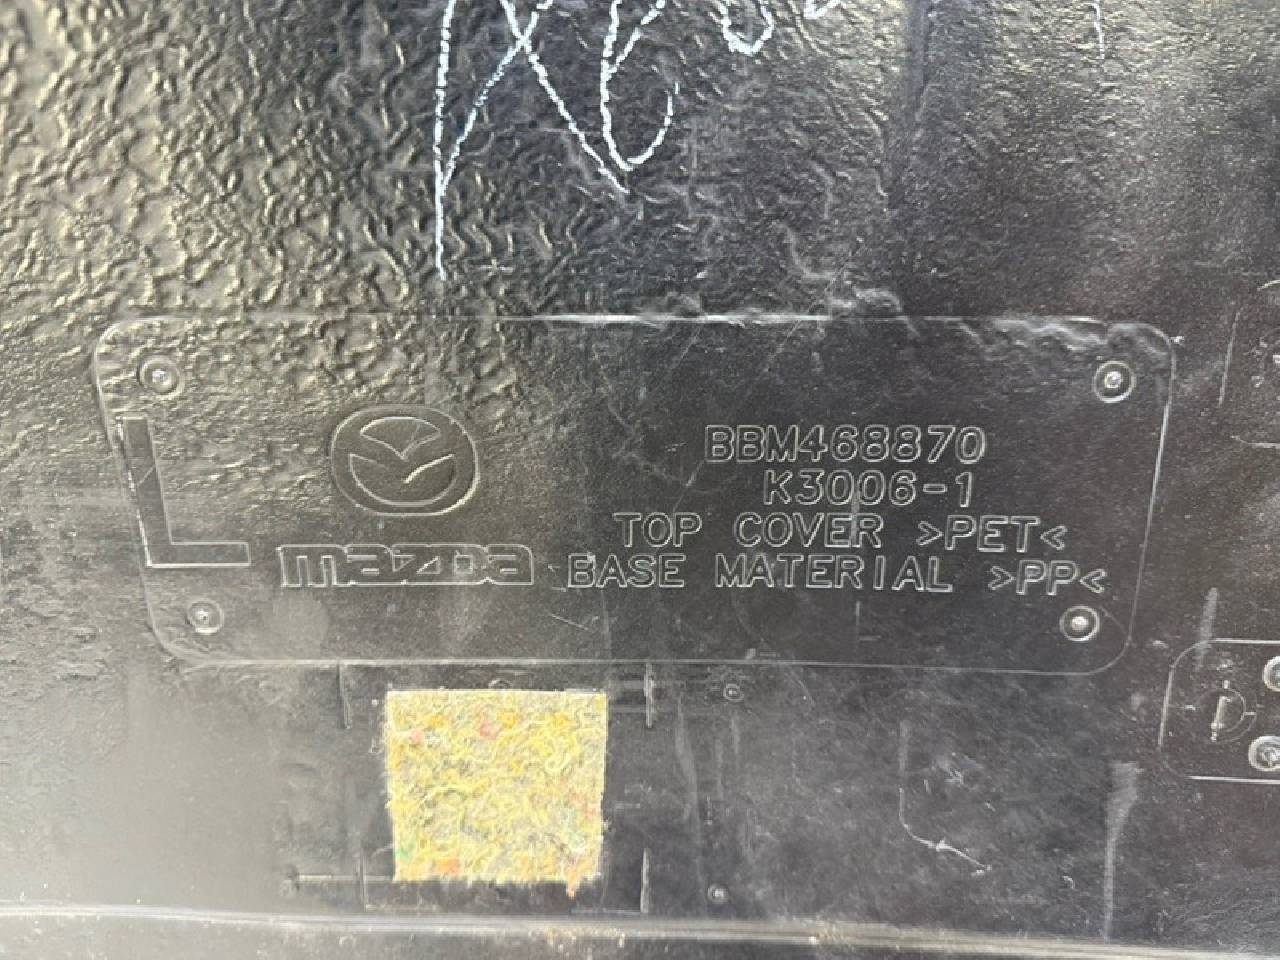 BBM468870
K3006-1
TOP COVER >PET<
L
mazda
BASE MATERIAL >PP<